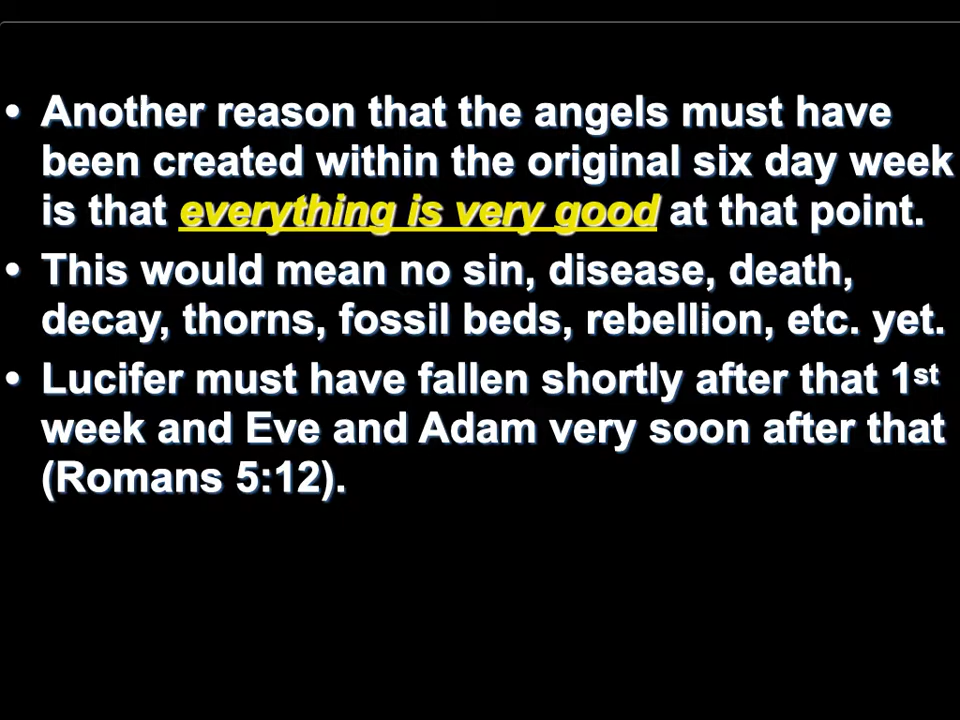 • Another reason that the angels must have
been created within the original six day week
is that everything is very good at that point.
• This would mean no sin, disease, death,
decay, thorns, fossil beds, rebellion, etc. yet.
• Lucifer must have fallen shortly after that 1st
week and Eve and Adam very soon after that
(Romans 5:12).